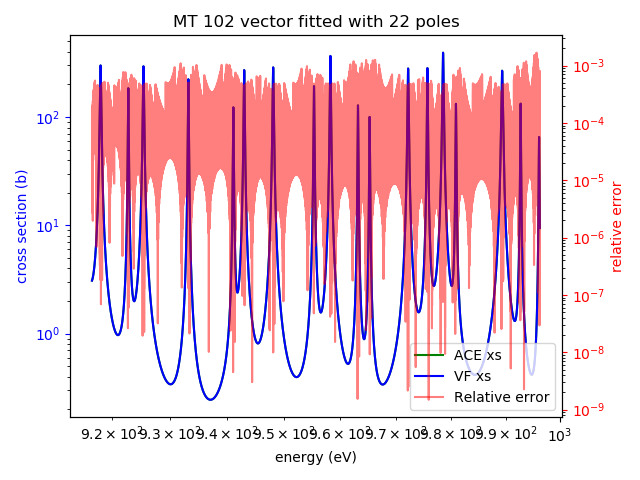 MT 102 vector fitted with 22 poles
cross section (b)
10²
10¹
10⁰
relative error
10⁻³
10⁻⁴
10⁻⁵
10⁻⁶
10⁻⁷
10⁻⁸
10⁻⁹
ACE xs
VF xs
Relative error
9.2 × 10² 9.3 × 10² 9.4 × 10² 9.5 × 10² 9.6 × 10² 9.7 × 10² 9.8 × 10² 9.9 × 10² 10³
energy (eV)